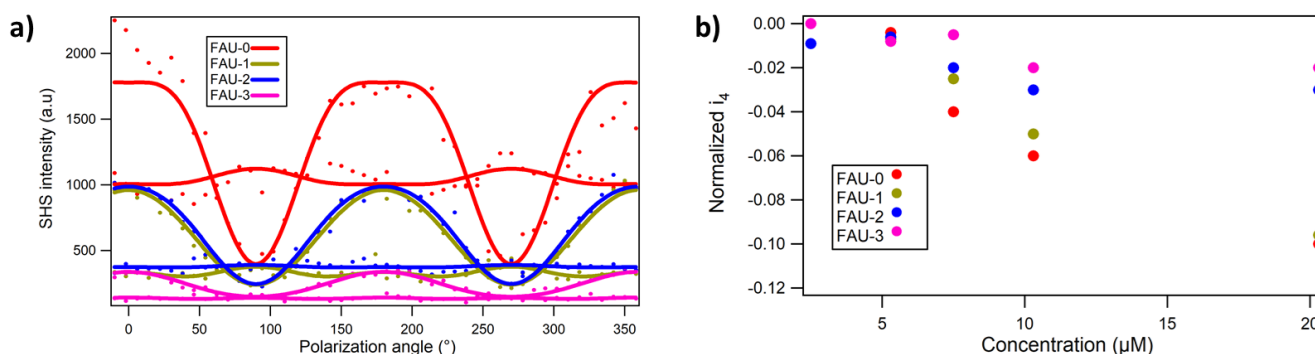 a)
SHS intensity (a.u)
2000
1500
1000
500
FAU-0
FAU-1
FAU-2
FAU-3
0 50 100 150 200 250 300 350
Polarization angle (°)
b)
Normalized i4
0.00
-0.02
-0.04
-0.06
-0.08
-0.10
-0.12
FAU-0
FAU-1
FAU-2
FAU-3
5 10 15 20
Concentration (µM)